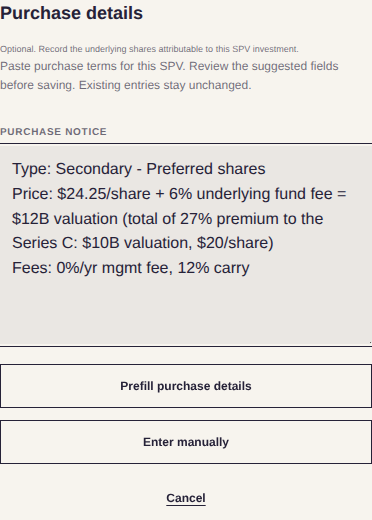 Purchase details
Optional. Record the underlying shares attributable to this SPV investment.
Paste purchase terms for this SPV. Review the suggested fields
before saving. Existing entries stay unchanged.
PURCHASE NOTICE
Type: Secondary - Preferred shares
Price: $24.25/share + 6% underlying fund fee =
$12B valuation (total of 27% premium to the
Series C: $10B valuation, $20/share)
Fees: 0%/yr mgmt fee, 12% carry
Prefill purchase details
Enter manually
Cancel